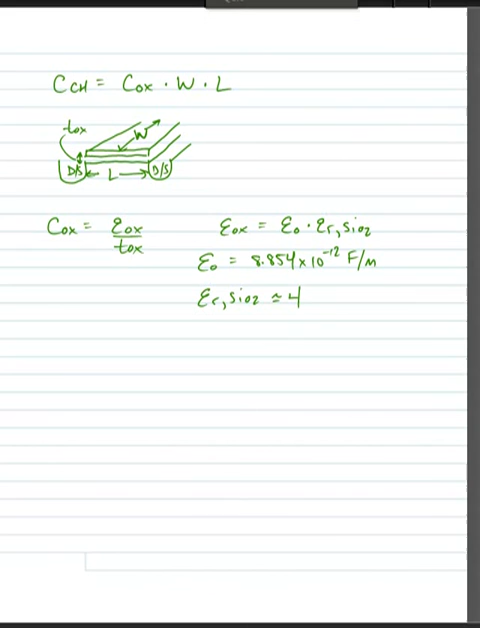 CCH = Cox · W · L
tox
W
D/S L D/S
Cox = εox / tox
εox = ε₀ · εr,SiO2
ε₀ = 8.854 × 10⁻¹² F/m
εr,SiO2 ≈ 4